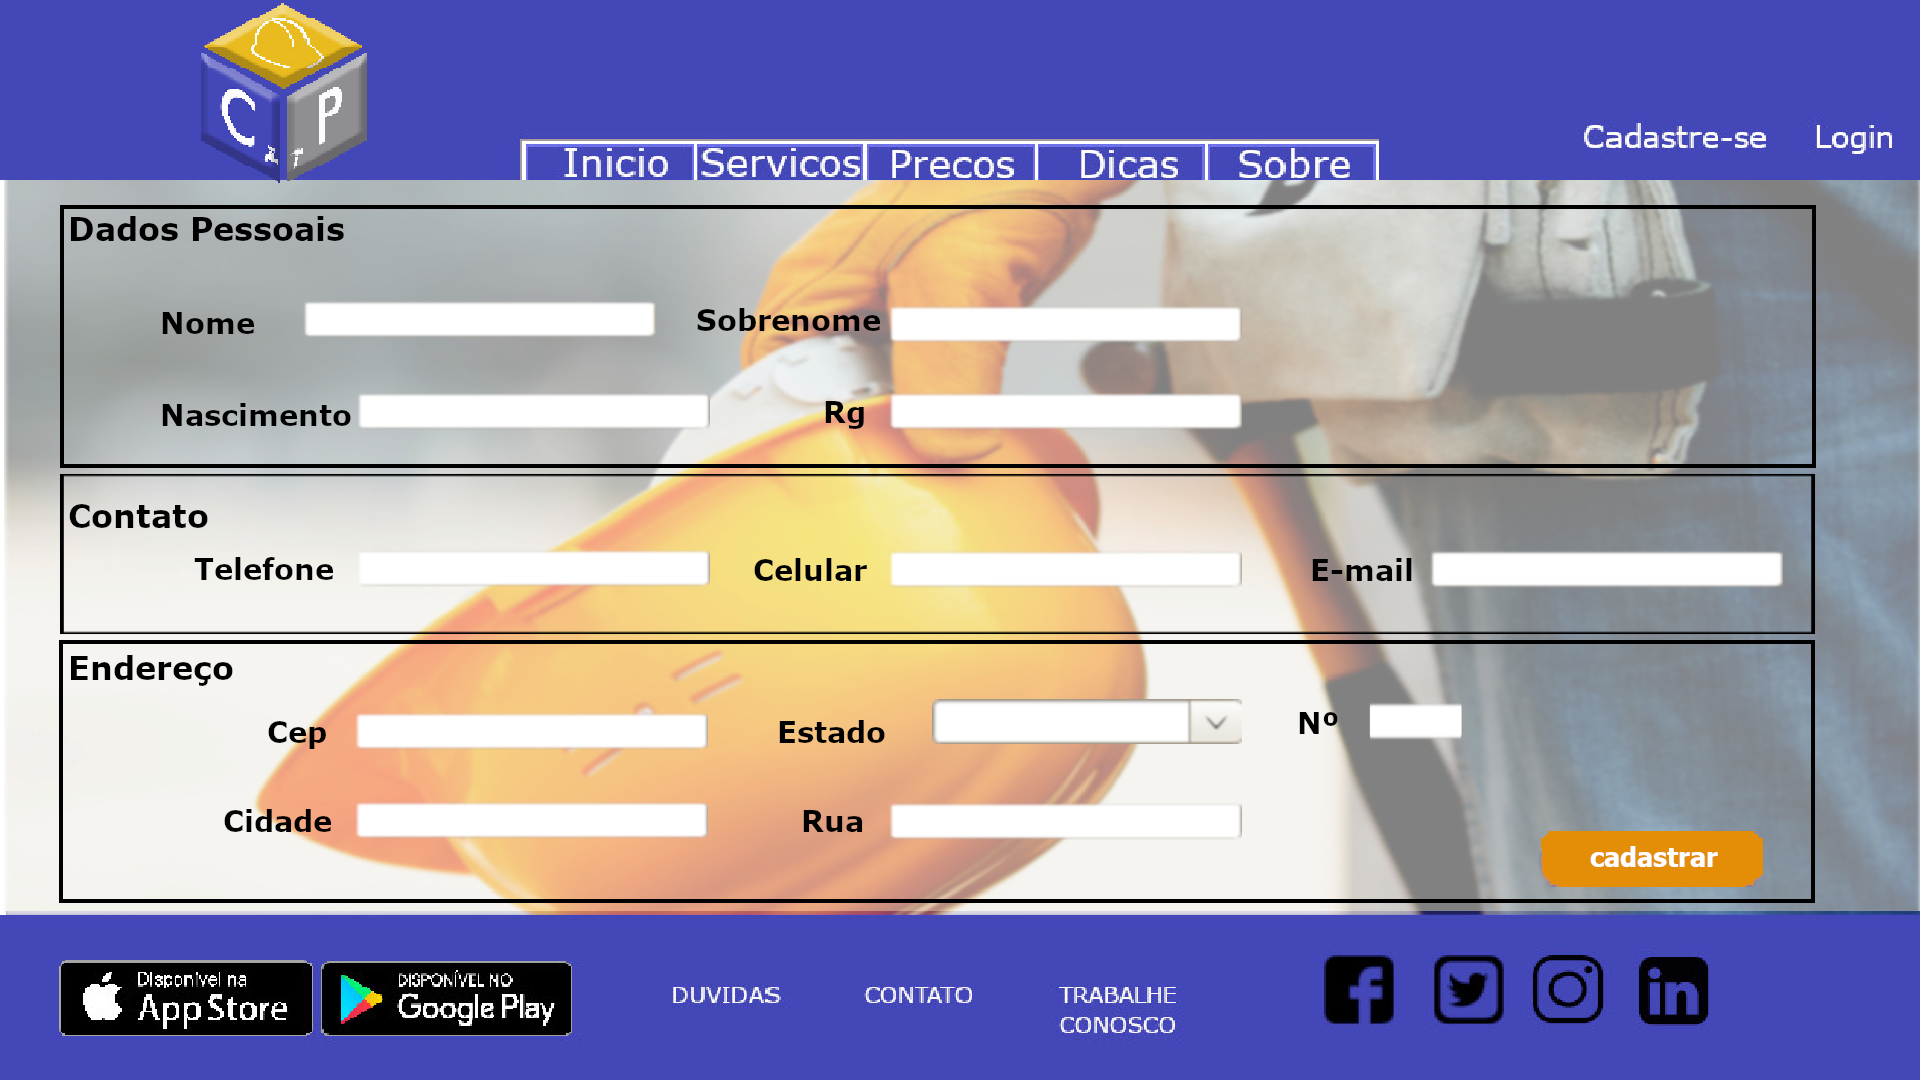 C P
Cadastre-se Login
Inicio Servicos Precos Dicas Sobre
Dados Pessoais
Nome Sobrenome
Nascimento Rg
Contato
Telefone Celular E-mail
Endereço
Cep Estado Nº
Cidade Rua
cadastrar
Disponível na
App Store
DISPONÍVEL NO
Google Play
DUVIDAS CONTATO TRABALHE
CONOSCO